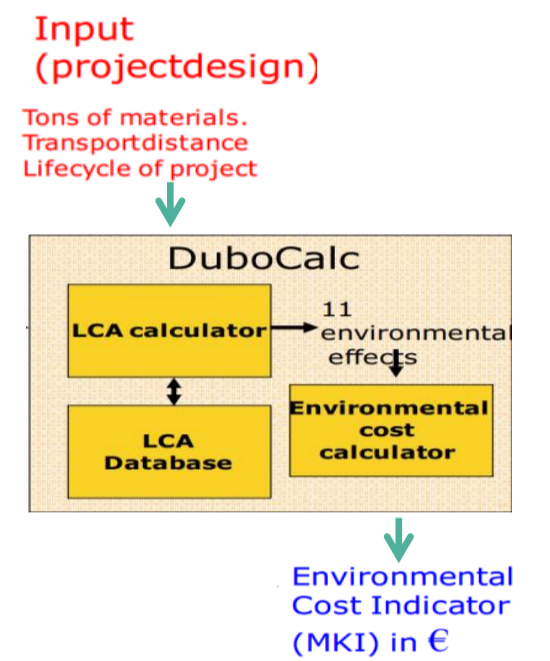 Input
(projectdesign)
Tons of materials.
Transportdistance
Lifecycle of project
DuboCalc
LCA calculator
11
environmental
effects
LCA
Database
Environmental
cost
calculator
Environmental
Cost Indicator
(MKI) in €